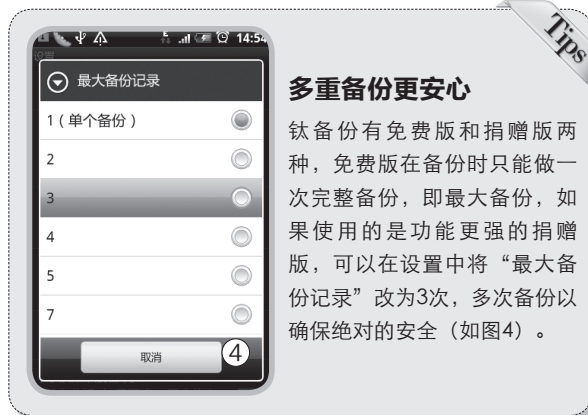 Tips
14:54
设置
最大备份记录
1（单个备份）
2
3
4
5
7
取消
4
多重备份更安心
钛备份有免费版和捐赠版两
种，免费版在备份时只能做一
次完整备份，即最大备份，如
果使用的是功能更强的捐赠
版，可以在设置中将“最大备
份记录”改为3次，多次备份以
确保绝对的安全（如图4）。